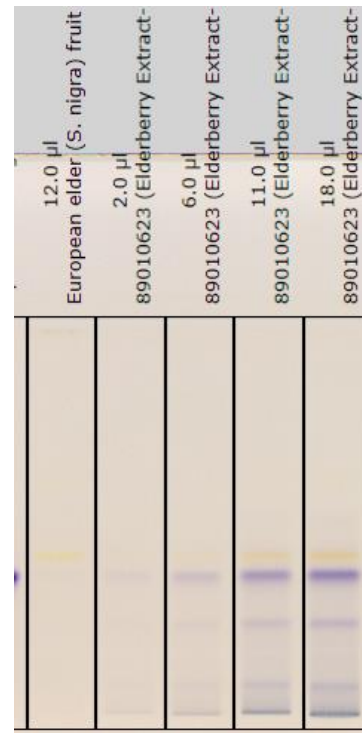 12.0 µl
European elder (S. nigra) fruit
2.0 µl
89010623 (Elderberry Extract-
6.0 µl
89010623 (Elderberry Extract-
11.0 µl
89010623 (Elderberry Extract-
18.0 µl
89010623 (Elderberry Extract-